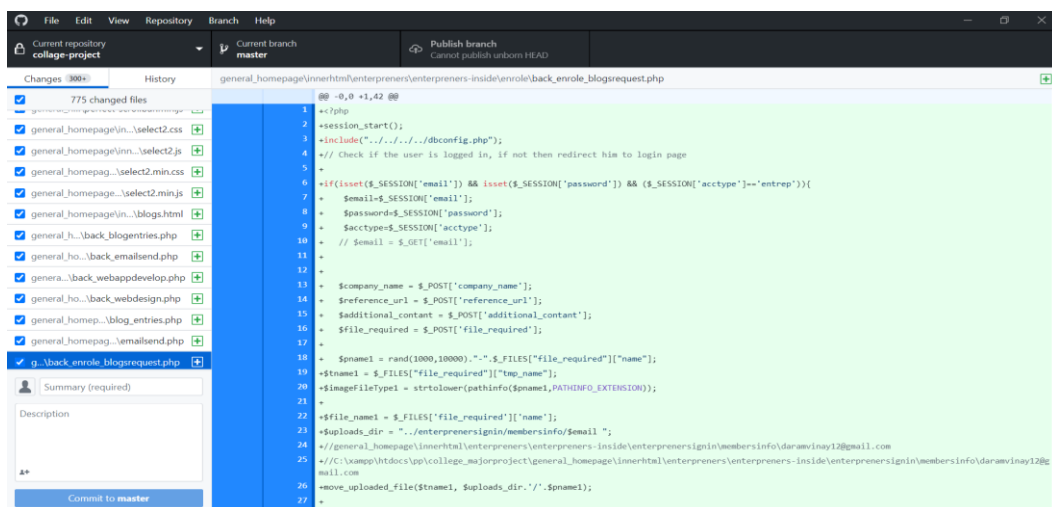 File Edit View Repository Branch Help
Current repository
collage-project
Current branch
master
Publish branch
Cannot publish unborn HEAD
Changes 300+ History
775 changed files
general_homepage\in...\select2.css
general_homepage\inn...\select2.js
general_homepag...\select2.min.css
general_homepage...\select2.min.js
general_homepage\in...\blogs.html
general_h...\back_blogentries.php
general_ho...\back_emailsend.php
genera...\back_webappdevelop.php
general_ho...\back_webdesign.php
general_homep...\blog_entries.php
general_homepag...\emailsend.php
g...\back_enrole_blogsrequest.php
Summary (required)
Description
Commit to master
general_homepage\innerhtml\enterpreners\enterpreners-inside\enrole\back_enrole_blogsrequest.php
@@ -0,0 +1,42 @@
1 +<?php
2 +session_start();
3 +include("../../../../dbconfig.php");
4 +// Check if the user is logged in, if not then redirect him to login page
5 +
6 +if(isset($_SESSION['email']) && isset($_SESSION['password']) && ($_SESSION['acctype']=='entrep')){
7 + $email=$_SESSION['email'];
8 + $password=$_SESSION['password'];
9 + $acctype=$_SESSION['acctype'];
10 + // $email = $_GET['email'];
11 +
12 +
13 + $company_name = $_POST['company_name'];
14 + $reference_url = $_POST['reference_url'];
15 + $additional_contant = $_POST['additional_contant'];
16 + $file_required = $_POST['file_required'];
17 +
18 + $pname1 = rand(1000,10000)."-".$_FILES["file_required"]["name"];
19 +$tname1 = $_FILES["file_required"]["tmp_name"];
20 +$imageFileType1 = strtolower(pathinfo($pname1,PATHINFO_EXTENSION));
21 +
22 +$file_name1 = $_FILES['file_required']['name'];
23 +$uploads_dir = "../enterprenersignin/membersinfo/$email ";
24 +//general_homepage\innerhtml\enterpreners\enterpreners-inside\enterprenersignin\membersinfo\daramvinay12@gmail.com
25 +//C:\xampp\htdocs\pp\college_majorproject\general_homepage\innerhtml\enterpreners\enterpreners-inside\enterprenersignin\membersinfo\daramvinay12@g
mail.com
26 +move_uploaded_file($tname1, $uploads_dir.'/'.$pname1);
27 +